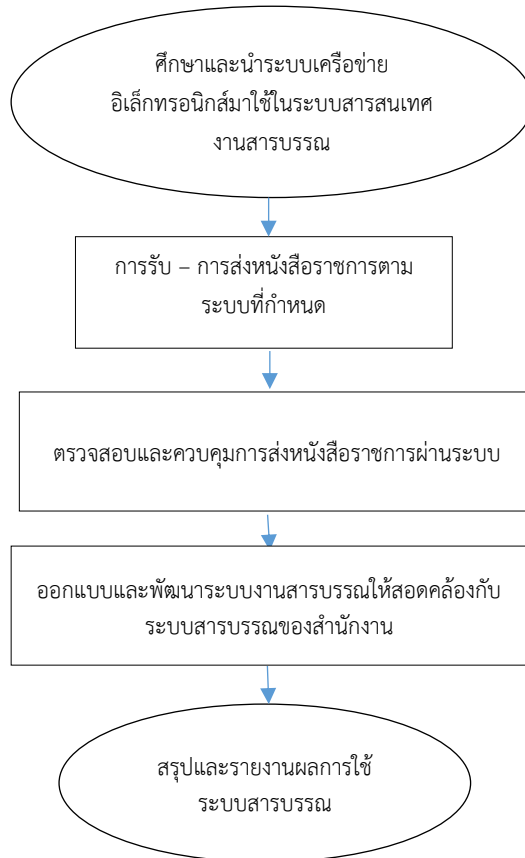 ศึกษาและนำระบบเครือข่าย
อิเล็กทรอนิกส์มาใช้ในระบบสารสนเทศ
งานสารบรรณ
การรับ – การส่งหนังสือราชการตาม
ระบบที่กำหนด
ตรวจสอบและควบคุมการส่งหนังสือราชการผ่านระบบ
ออกแบบและพัฒนาระบบงานสารบรรณให้สอดคล้องกับ
ระบบสารบรรณของสำนักงาน
สรุปและรายงานผลการใช้
ระบบสารบรรณ